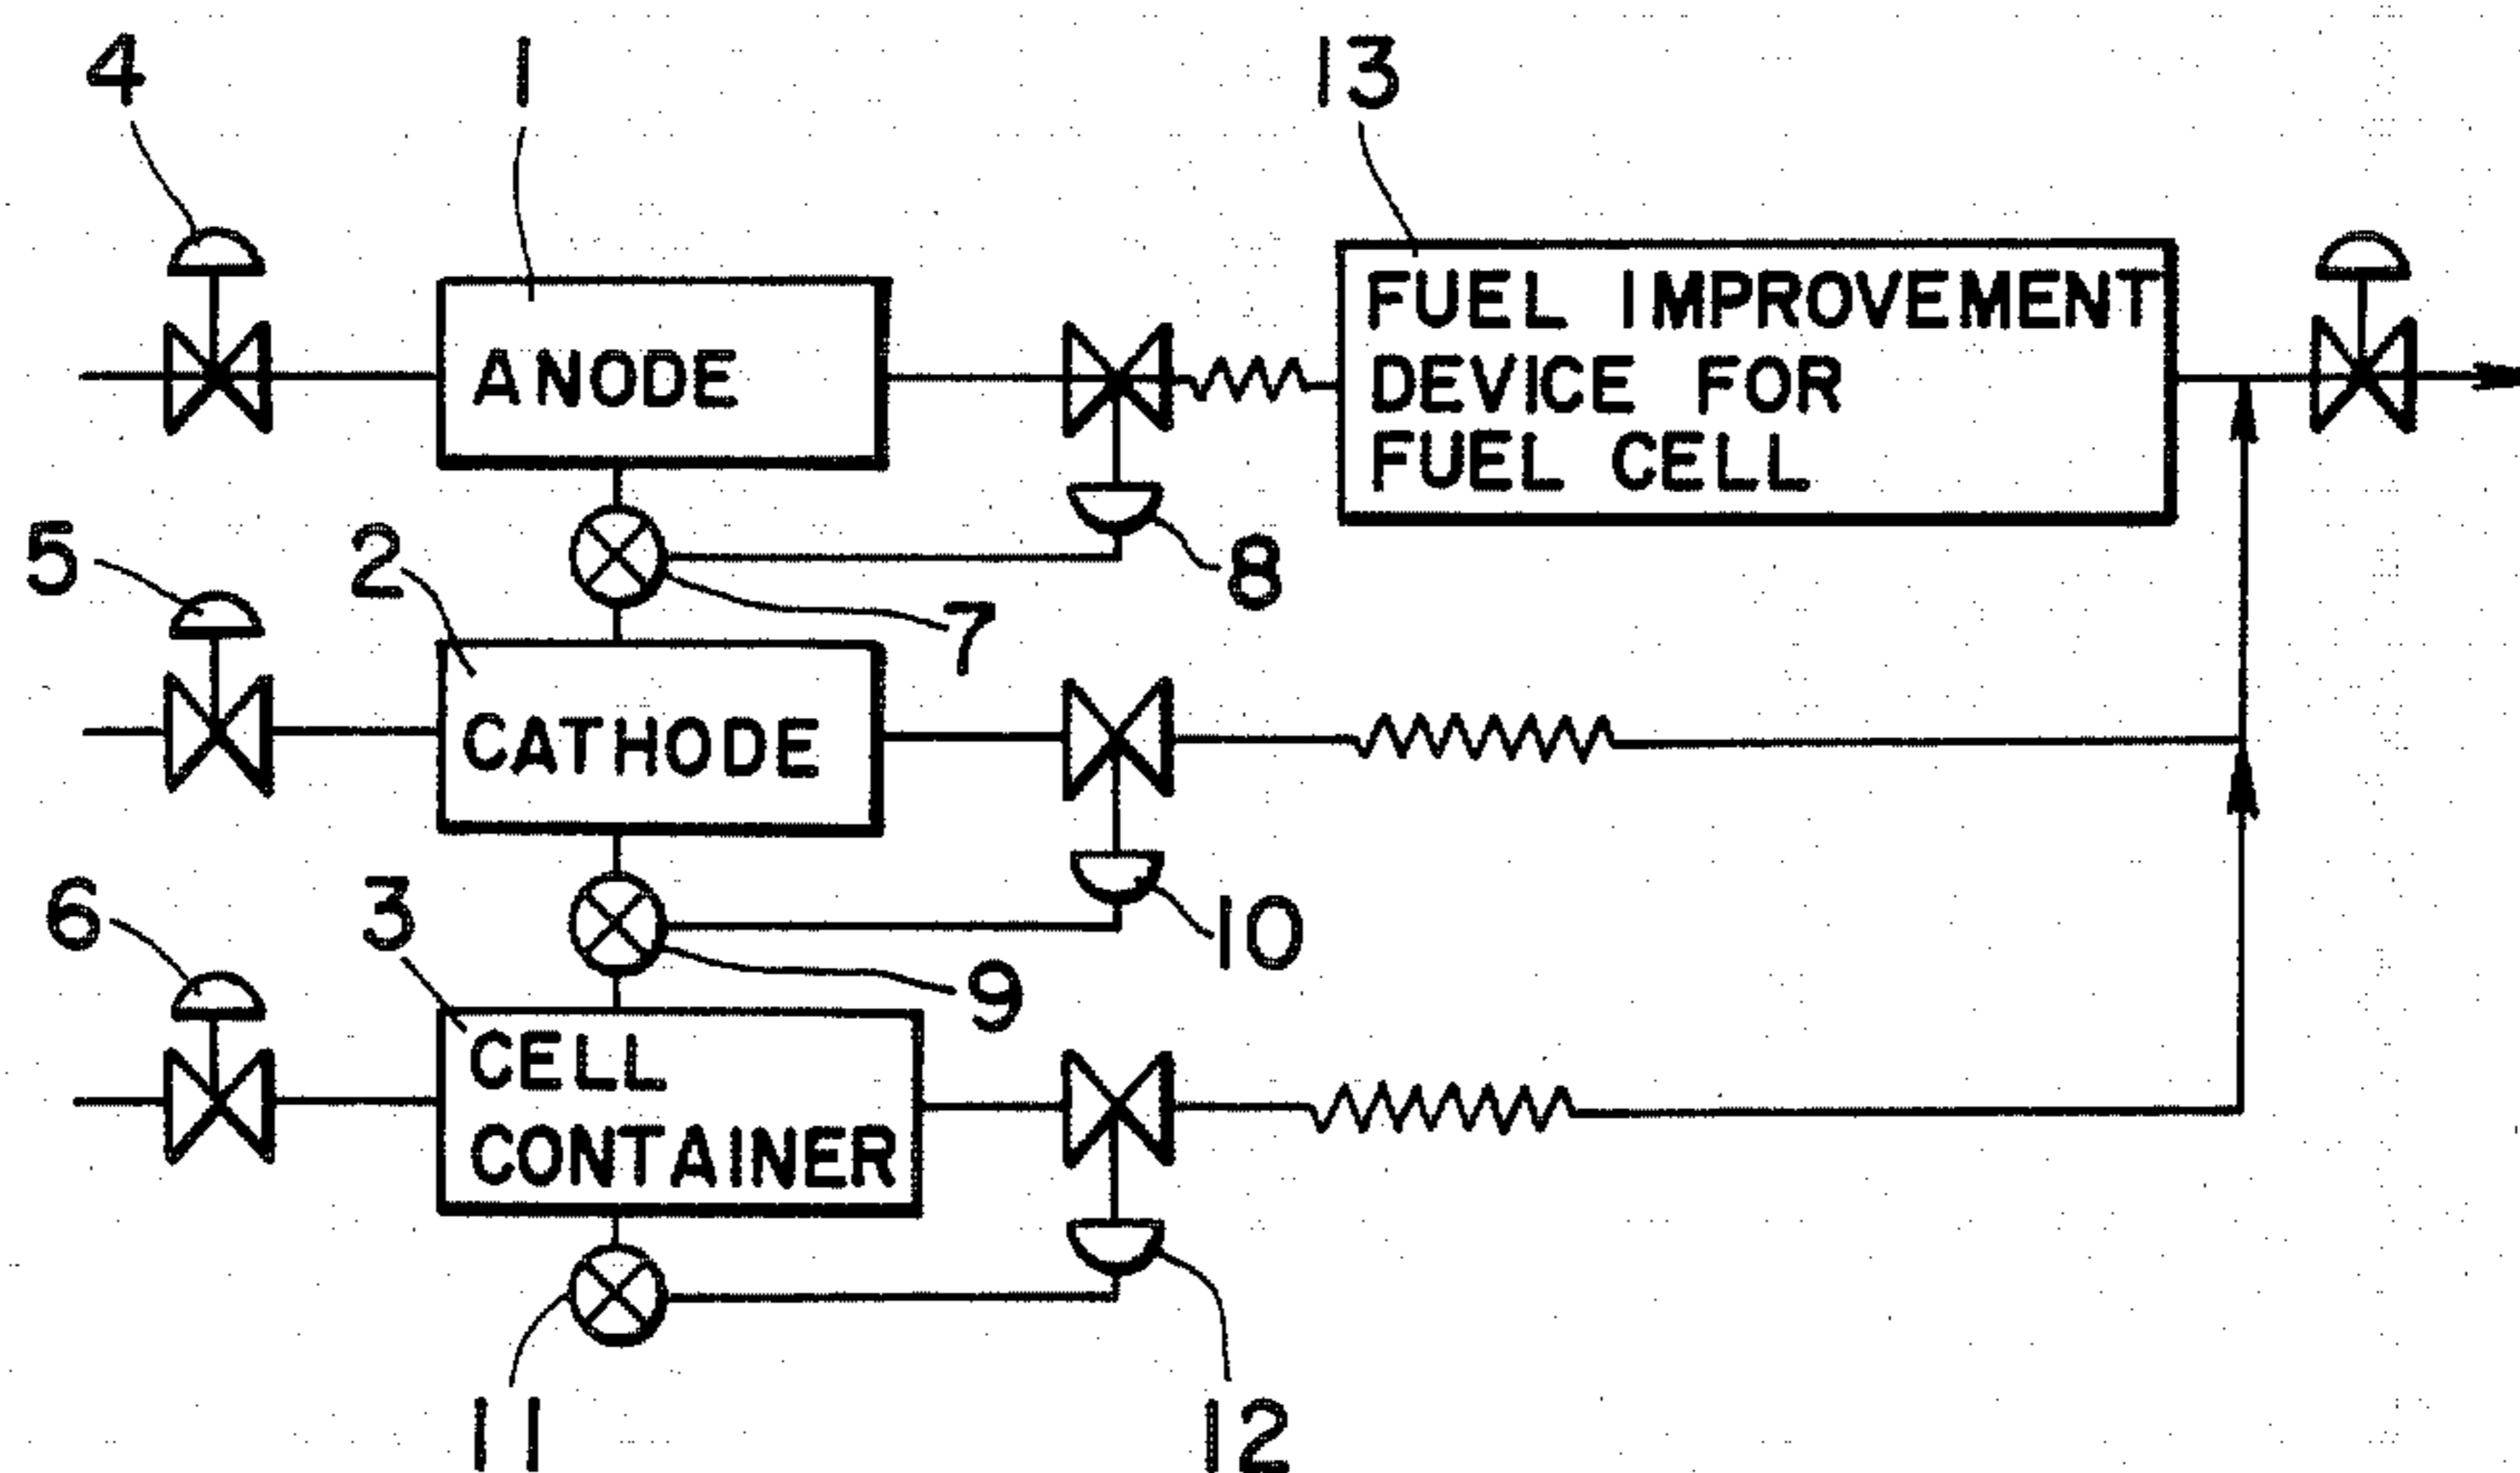 4
1
13
ANODE
FUEL IMPROVEMENT
DEVICE FOR
FUEL CELL
5
2
8
7
CATHODE
6
3
10
9
CELL
CONTAINER
11
12